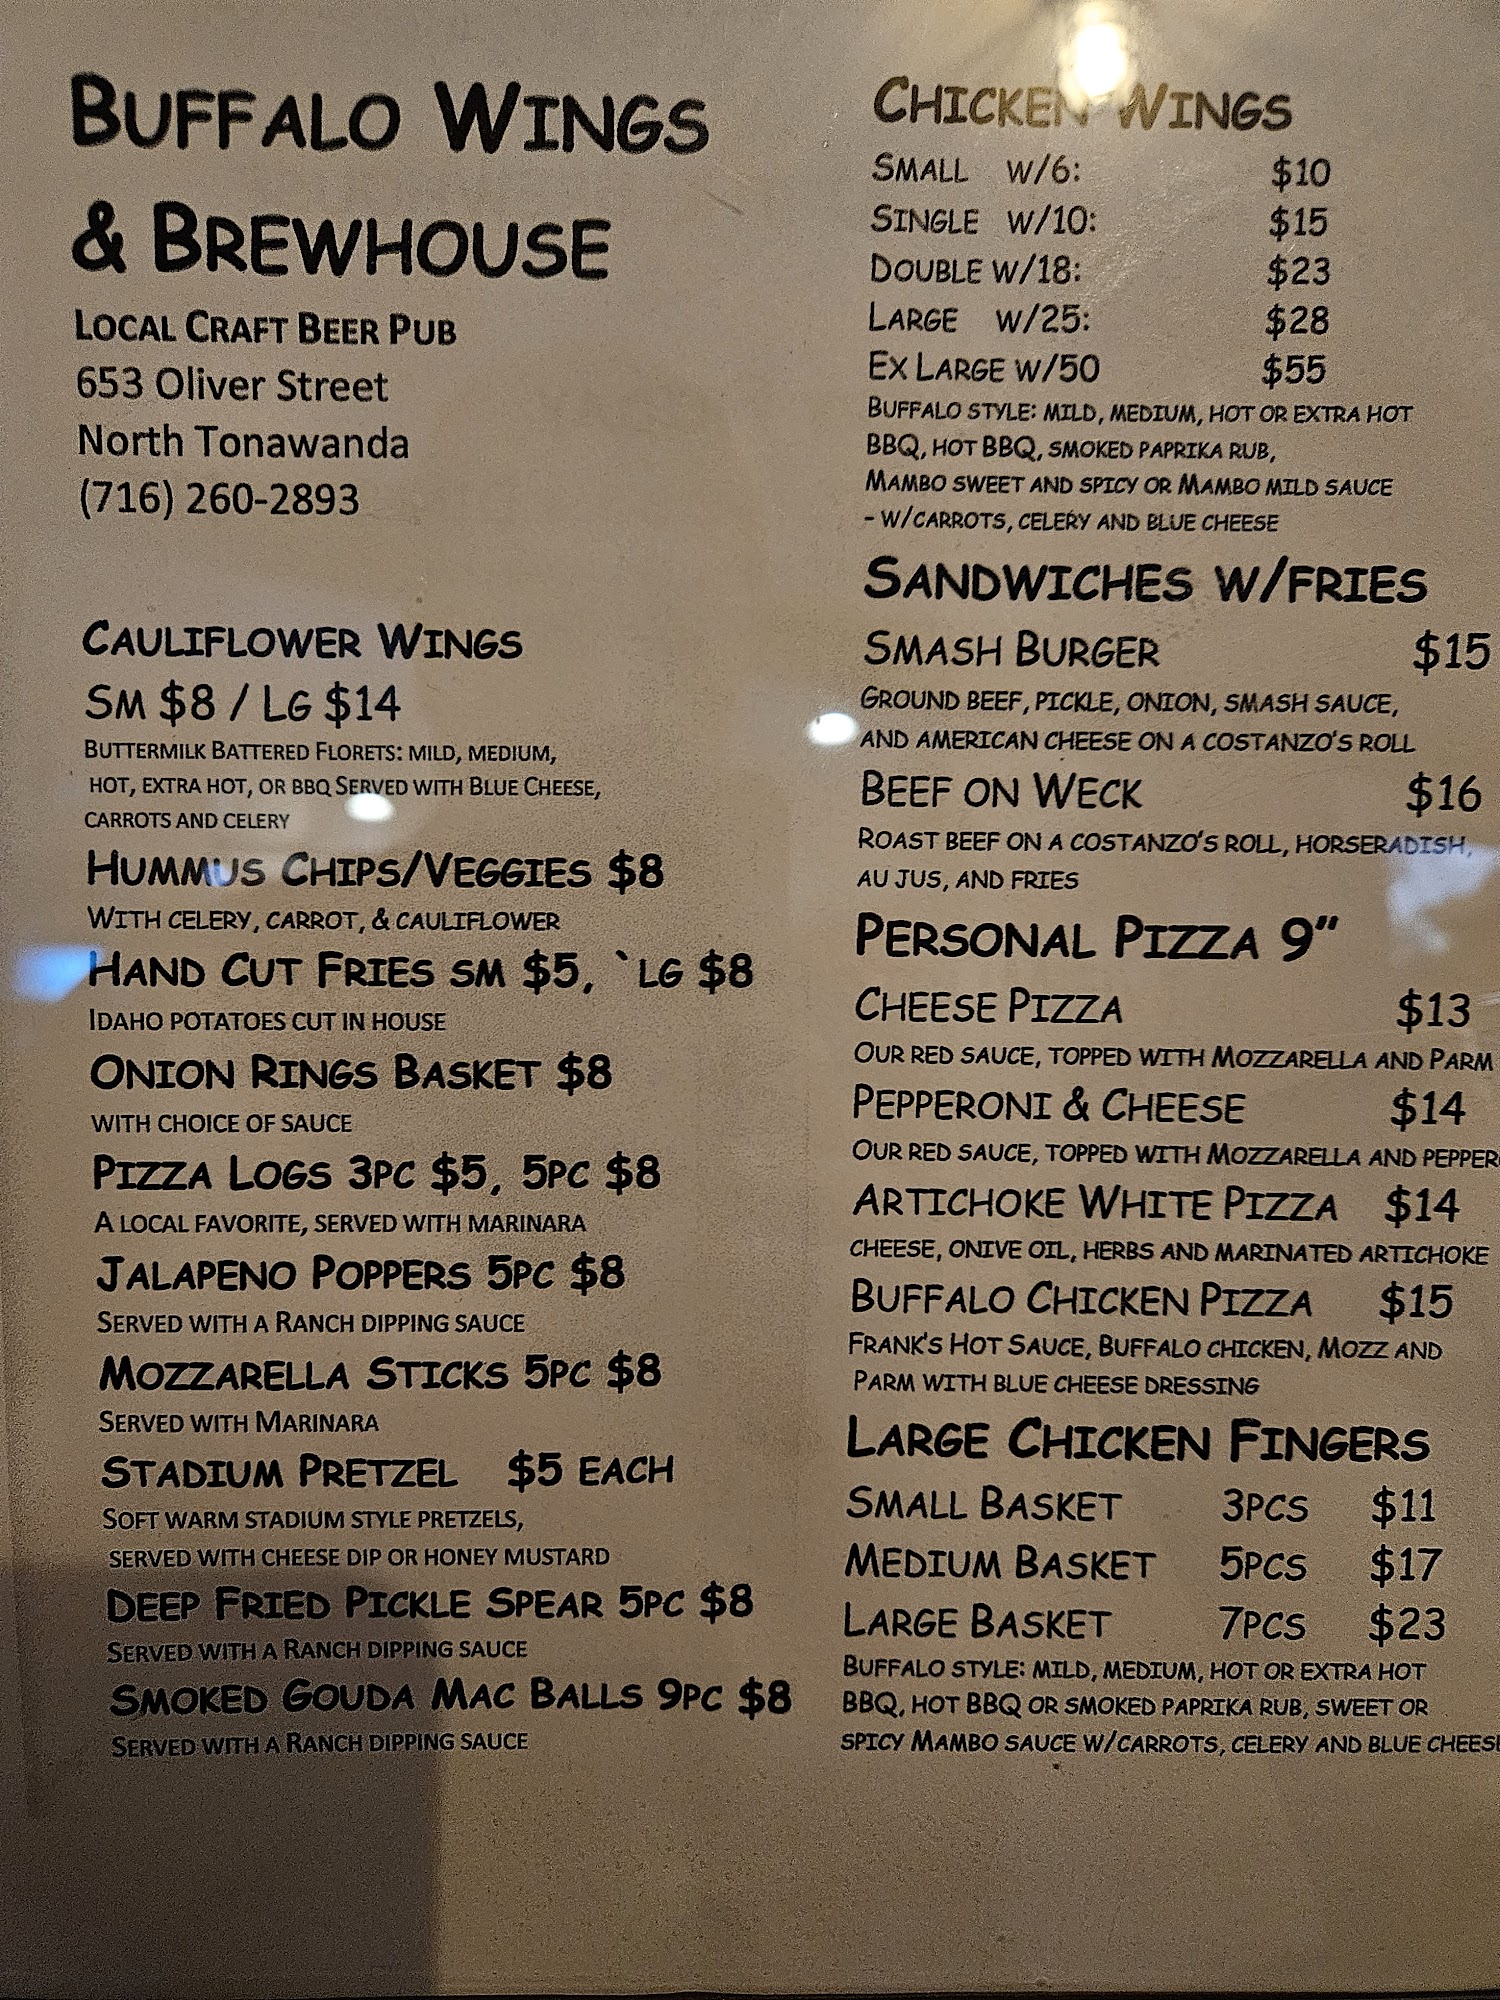 Buffalo Wings
& Brewhouse
Local Craft Beer Pub
653 Oliver Street
North Tonawanda
(716) 260-2893
Cauliflower Wings
Sm $8 / Lg $14
Buttermilk Battered Florets: mild, medium,
hot, extra hot, or bbq Served with Blue Cheese,
carrots and celery
Hummus Chips/Veggies $8
With celery, carrot, & cauliflower
Hand Cut Fries sm $5, `lg $8
Idaho potatoes cut in house
Onion Rings Basket $8
with choice of sauce
Pizza Logs 3pc $5, 5pc $8
A local favorite, served with marinara
Jalapeno Poppers 5pc $8
Served with a Ranch dipping sauce
Mozzarella Sticks 5pc $8
Served with Marinara
Stadium Pretzel $5 each
Soft warm stadium style pretzels,
served with cheese dip or honey mustard
Deep Fried Pickle Spear 5pc $8
Served with a Ranch dipping sauce
Smoked Gouda Mac Balls 9pc $8
Served with a Ranch dipping sauce
Chicken Wings
Small w/6: $10
Single w/10: $15
Double w/18: $23
Large w/25: $28
Ex Large w/50 $55
Buffalo style: mild, medium, hot or extra hot
BBQ, hot BBQ, smoked paprika rub,
Mambo sweet and spicy or Mambo mild sauce
- w/carrots, celery and blue cheese
Sandwiches w/fries
Smash Burger $15
Ground beef, pickle, onion, smash sauce,
and american cheese on a costanzo's roll
Beef on Weck $16
Roast beef on a costanzo's roll, horseradish,
au jus, and fries
Personal Pizza 9"
Cheese Pizza $13
Our red sauce, topped with Mozzarella and Parm
Pepperoni & Cheese $14
Our red sauce, topped with Mozzarella and pepper
Artichoke White Pizza $14
cheese, onive oil, herbs and marinated artichoke
Buffalo Chicken Pizza $15
Frank's Hot Sauce, Buffalo chicken, Mozz and
Parm with blue cheese dressing
Large Chicken Fingers
Small Basket 3pcs $11
Medium Basket 5pcs $17
Large Basket 7pcs $23
Buffalo style: mild, medium, hot or extra hot
BBQ, hot BBQ or smoked paprika rub, sweet or
spicy Mambo sauce w/carrots, celery and blue chees